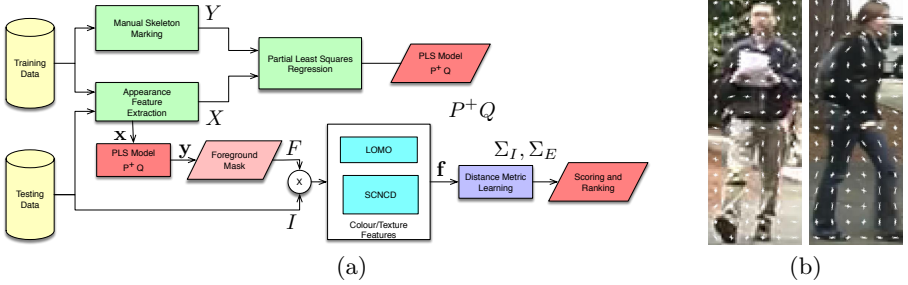 Training
Data
Manual Skeleton
Marking
Y
Appearance
Feature
Extraction
X
Partial Least Squares
Regression
PLS Model
P⁺ Q
P⁺Q
x
PLS Model
P⁺ Q
y
Foreground
Mask
F
Testing
Data
x
I
LOMO
SCNCD
Colour/Texture
Features
f
Σ_I, Σ_E
Distance Metric
Learning
Scoring and
Ranking
(a)
(b)